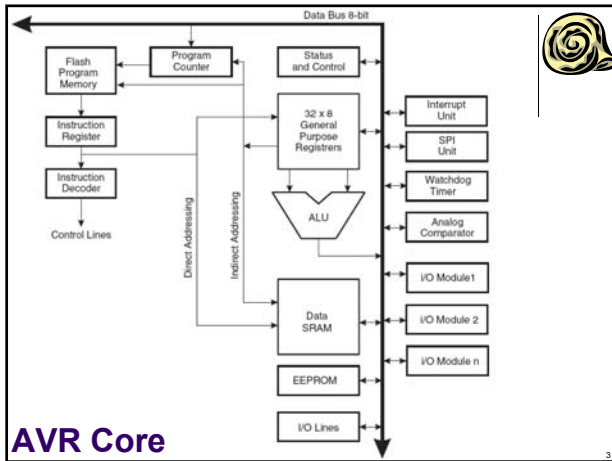 Data Bus 8-bit
Flash
Program
Memory
Program
Counter
Status
and Control
Instruction
Register
32 x 8
General
Purpose
Registrers
Interrupt
Unit
SPI
Unit
Instruction
Decoder
Watchdog
Timer
Control Lines
Direct Addressing
Indirect Addressing
ALU
Analog
Comparator
i/O Module1
Data
SRAM
i/O Module 2
i/O Module n
EEPROM
I/O Lines
AVR Core
3